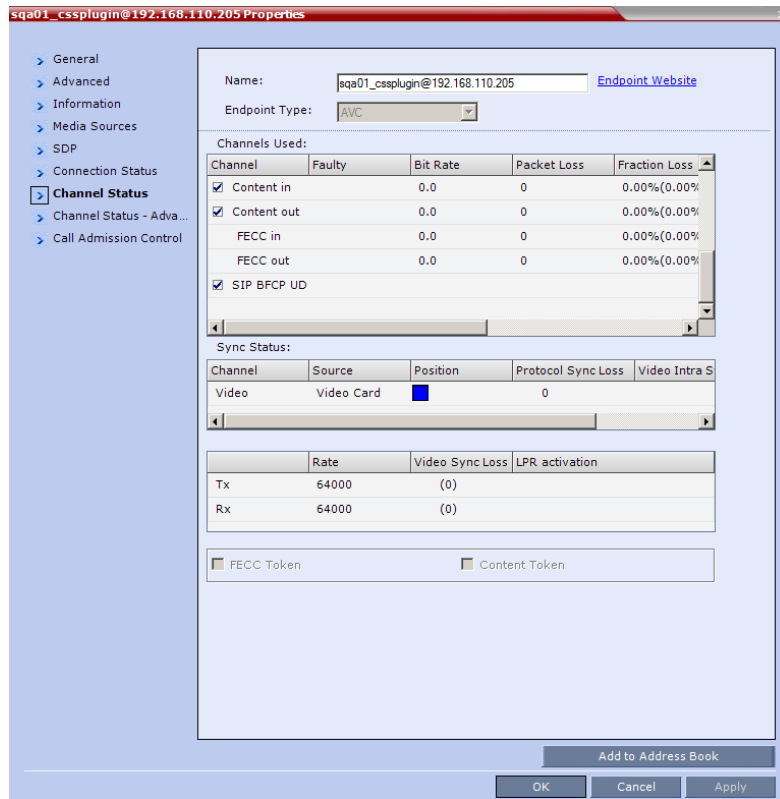 sqa01_cssplugin@192.168.110.205 Properties
General
Advanced
Information
Media Sources
SDP
Connection Status
Channel Status
Channel Status - Adva...
Call Admission Control
Name: sqa01_cssplugin@192.168.110.205 Endpoint Website
Endpoint Type: AVC
Channels Used:
Channel Faulty Bit Rate Packet Loss Fraction Loss
Content in 0.0 0 0.00%(0.00%
Content out 0.0 0 0.00%(0.00%
FECC in 0.0 0 0.00%(0.00%
FECC out 0.0 0 0.00%(0.00%
SIP BFCP UD
Sync Status:
Channel Source Position Protocol Sync Loss Video Intra S
Video Video Card 0
Rate Video Sync Loss LPR activation
Tx 64000 (0)
Rx 64000 (0)
FECC Token Content Token
Add to Address Book
OK Cancel Apply